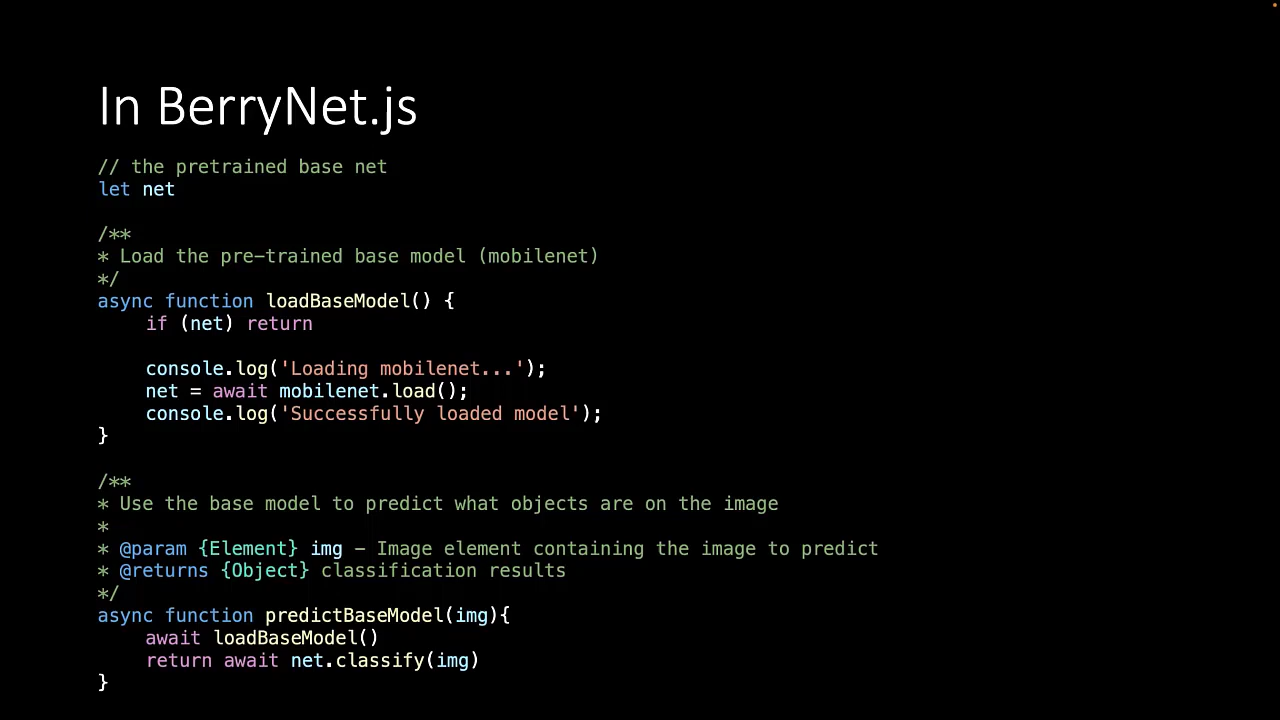 In BerryNet.js
// the pretrained base net
let net
/**
* Load the pre-trained base model (mobilenet)
*/
async function loadBaseModel() {
if (net) return
console.log('Loading mobilenet...');
net = await mobilenet.load();
console.log('Successfully loaded model');
}
/**
* Use the base model to predict what objects are on the image
*
* @param {Element} img - Image element containing the image to predict
* @returns {Object} classification results
*/
async function predictBaseModel(img){
await loadBaseModel()
return await net.classify(img)
}